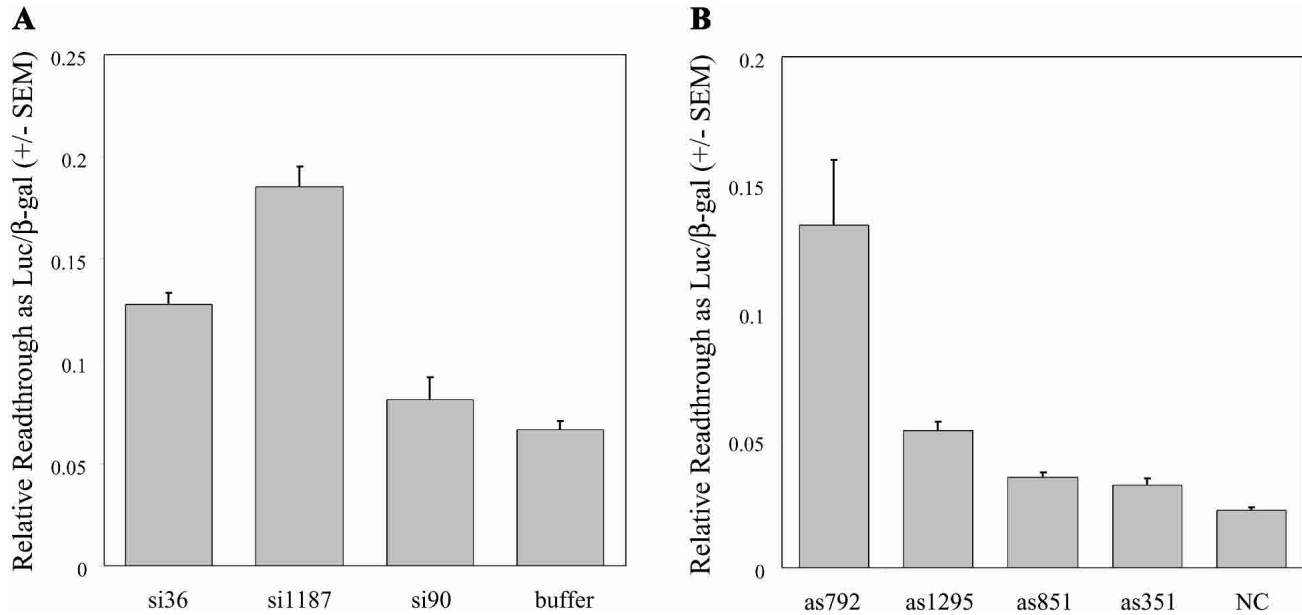 A
Relative Readthrough as Luc/β-gal (+/- SEM)
0.25
0.2
0.15
0.1
0.05
0
si36 si1187 si90 buffer
B
Relative Readthrough as Luc/β-gal (+/- SEM)
0.2
0.15
0.1
0.05
0
as792 as1295 as851 as351 NC